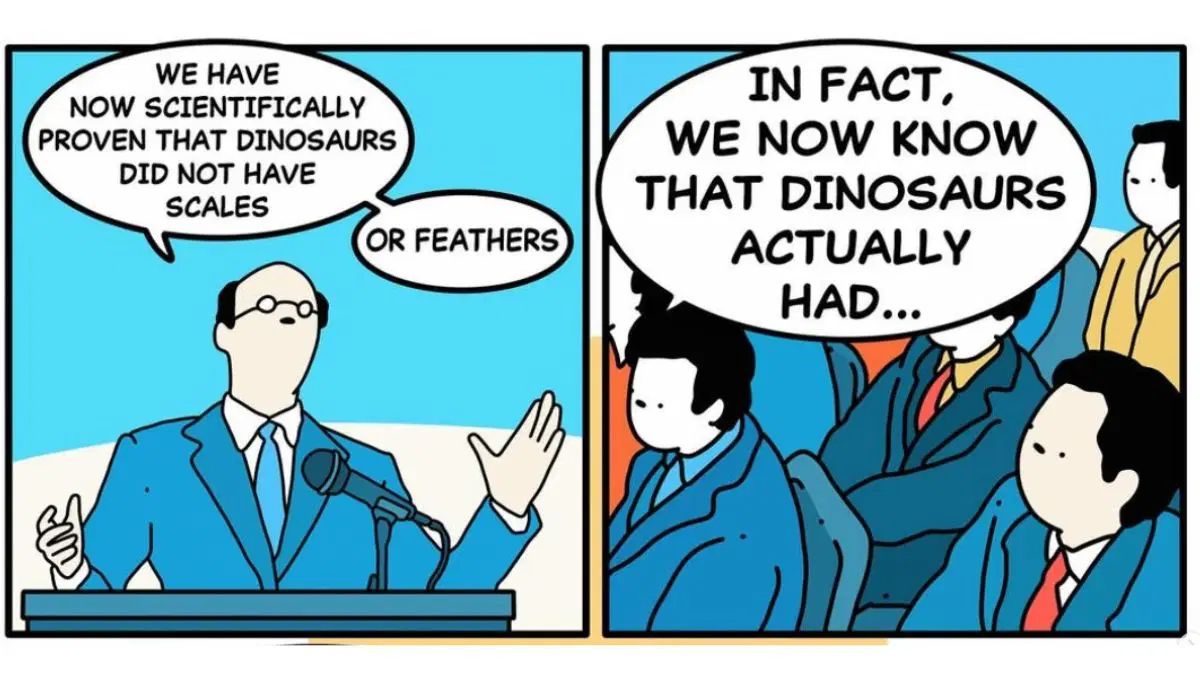 WE HAVE
NOW SCIENTIFICALLY
PROVEN THAT DINOSAURS
DID NOT HAVE
SCALES
OR FEATHERS
IN FACT,
WE NOW KNOW
THAT DINOSAURS
ACTUALLY
HAD...